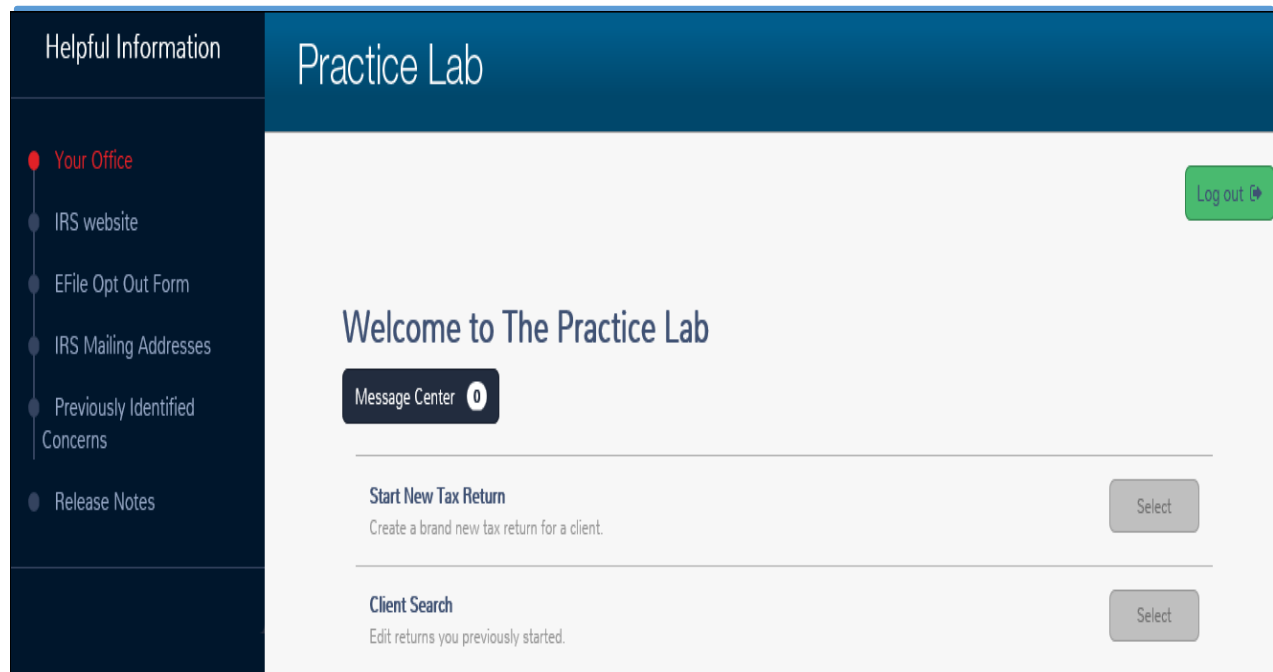 Helpful Information
Your Office
IRS website
EFile Opt Out Form
IRS Mailing Addresses
Previously Identified
Concerns
Release Notes
Practice Lab
Log out
Welcome to The Practice Lab
Message Center 0
Start New Tax Return
Create a brand new tax return for a client.
Select
Client Search
Edit returns you previously started.
Select